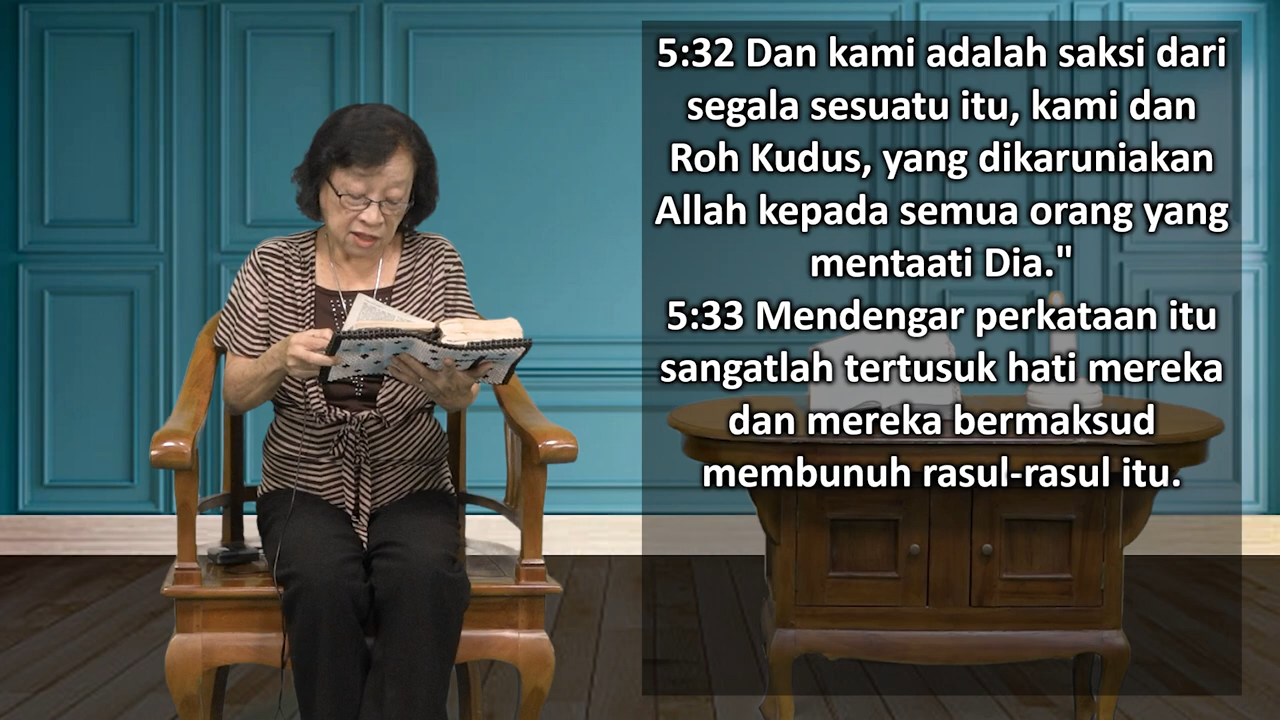 5:32 Dan kami adalah saksi dari
segala sesuatu itu, kami dan
Roh Kudus, yang dikaruniakan
Allah kepada semua orang yang
mentaati Dia."
5:33 Mendengar perkataan itu
sangatlah tertusuk hati mereka
dan mereka bermaksud
membunuh rasul-rasul itu.